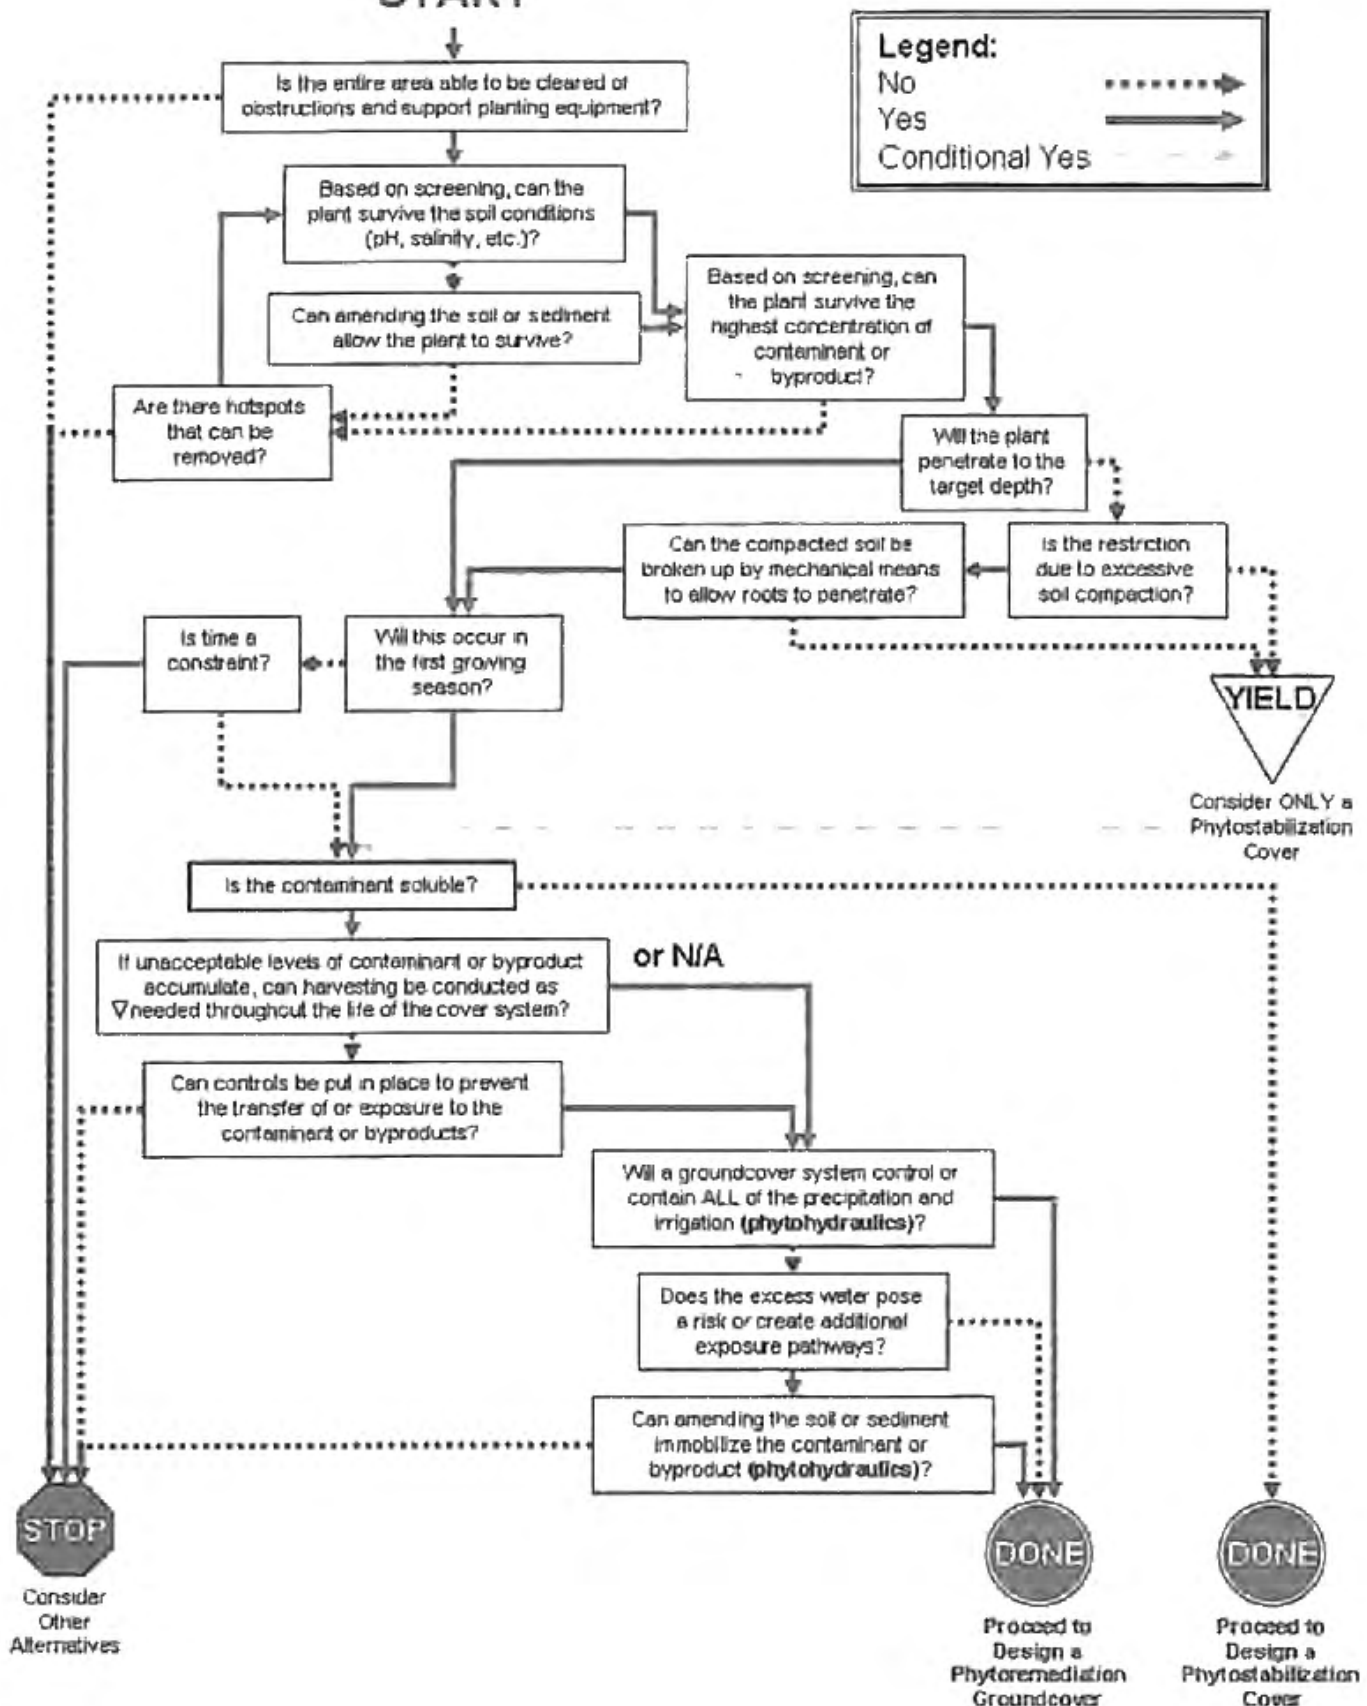 START
Legend:
No
Yes
Conditional Yes
Is the entire area able to be cleared of
obstructions and support planting equipment?
Based on screening, can the
plant survive the soil conditions
(pH, salinity, etc.)?
Can amending the soil or sediment
allow the plant to survive?
Based on screening, can
the plant survive the
highest concentration of
contaminant or
byproduct?
Are there hotspots
that can be
removed?
Will the plant
penetrate to the
target depth?
Can the compacted soil be
broken up by mechanical means
to allow roots to penetrate?
Is the restriction
due to excessive
soil compaction?
Is time a
constraint?
Will this occur in
the first growing
season?
YIELD
Consider ONLY a
Phytostabilization
Cover
Is the contaminant soluble?
If unacceptable levels of contaminant or byproduct
accumulate, can harvesting be conducted as
needed throughout the life of the cover system?
or N/A
Can controls be put in place to prevent
the transfer of or exposure to the
contaminant or byproducts?
Will a groundcover system control or
contain ALL of the precipitation and
irrigation (phytohydraulics)?
Does the excess water pose
a risk or create additional
exposure pathways?
Can amending the soil or sediment
immobilize the contaminant or
byproduct (phytohydraulics)?
STOP
Consider
Other
Alternatives
DONE
Proceed to
Design a
Phytoremediation
Groundcover
DONE
Proceed to
Design a
Phytostabilization
Cover